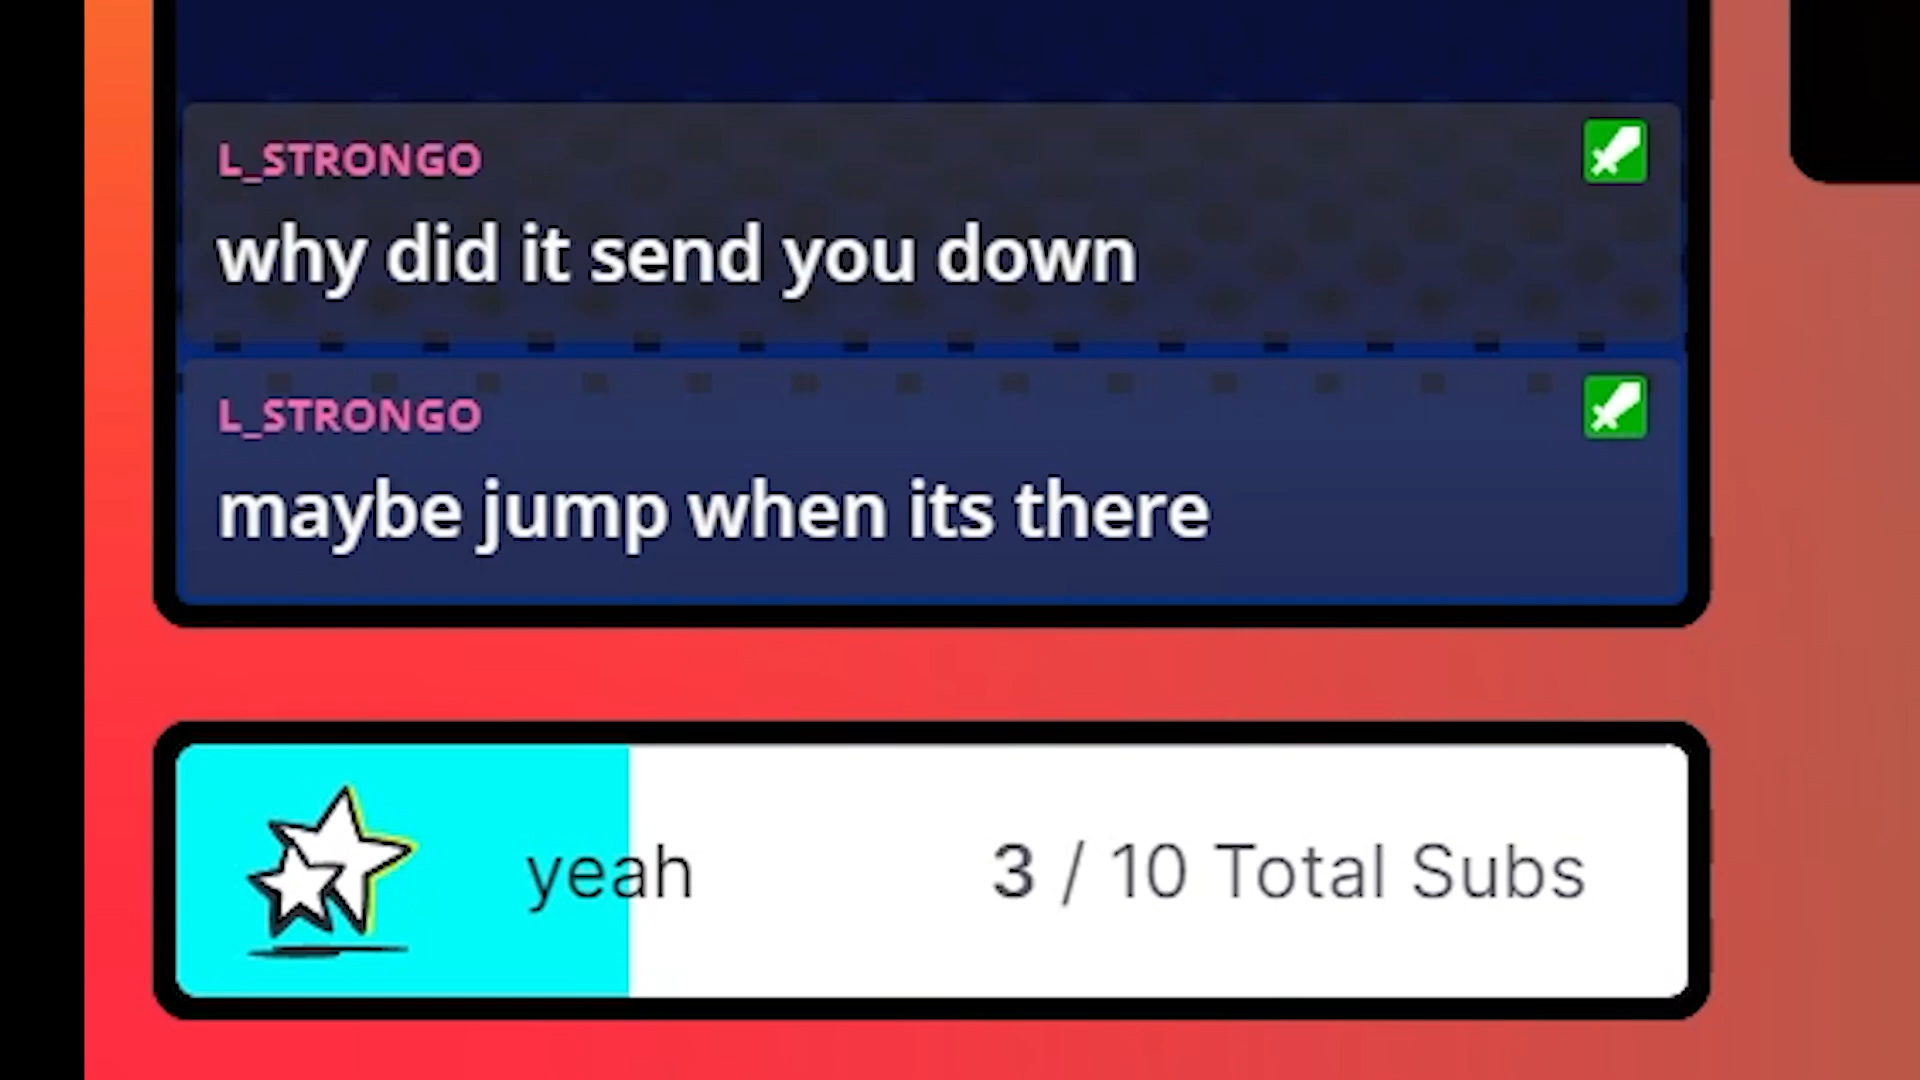 L_STRONGO
why did it send you down
L_STRONGO
maybe jump when its there
yeah
3 / 10 Total Subs